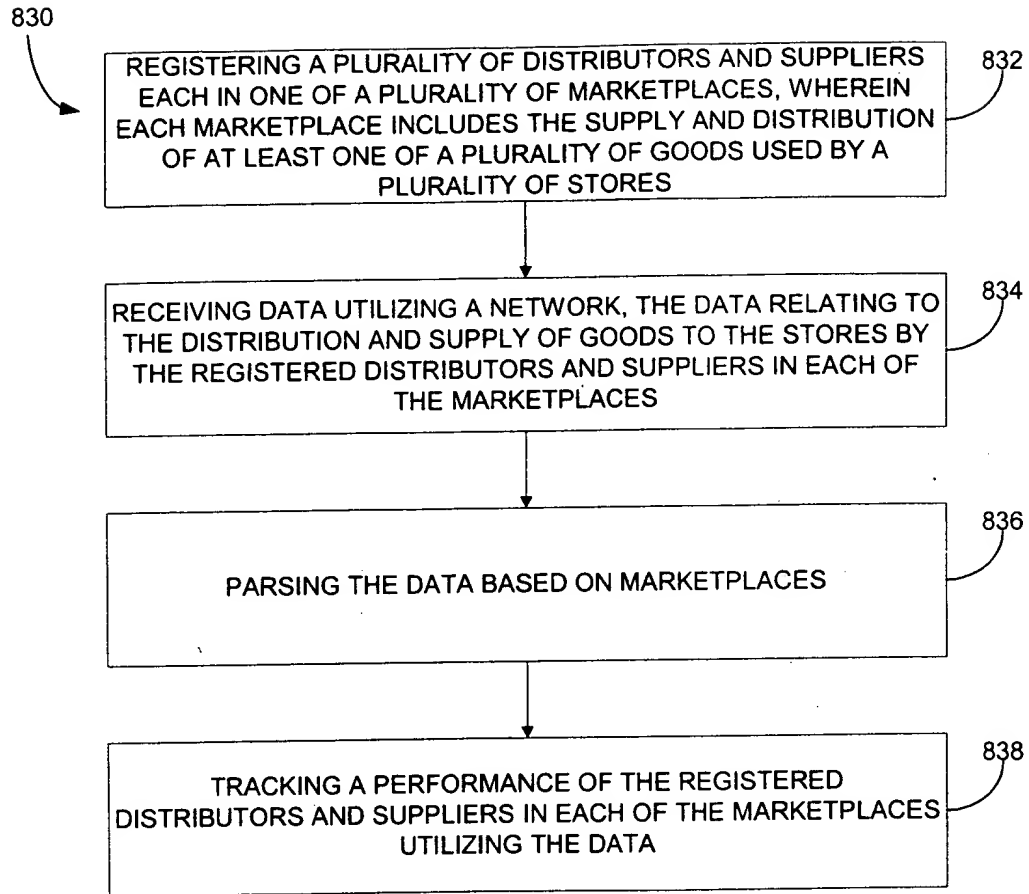 830
REGISTERING A PLURALITY OF DISTRIBUTORS AND SUPPLIERS
EACH IN ONE OF A PLURALITY OF MARKETPLACES, WHEREIN
EACH MARKETPLACE INCLUDES THE SUPPLY AND DISTRIBUTION
OF AT LEAST ONE OF A PLURALITY OF GOODS USED BY A
PLURALITY OF STORES
832
RECEIVING DATA UTILIZING A NETWORK, THE DATA RELATING TO
THE DISTRIBUTION AND SUPPLY OF GOODS TO THE STORES BY
THE REGISTERED DISTRIBUTORS AND SUPPLIERS IN EACH OF
THE MARKETPLACES
834
PARSING THE DATA BASED ON MARKETPLACES
836
TRACKING A PERFORMANCE OF THE REGISTERED
DISTRIBUTORS AND SUPPLIERS IN EACH OF THE MARKETPLACES
UTILIZING THE DATA
838